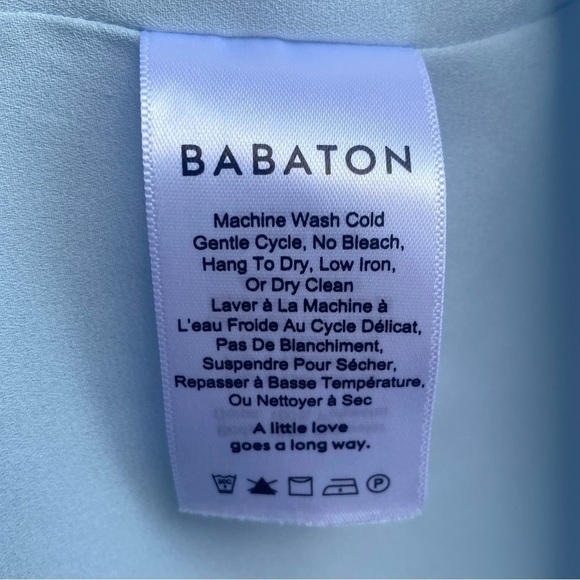 BABATON
Machine Wash Cold
Gentle Cycle, No Bleach,
Hang To Dry, Low Iron,
Or Dry Clean
Laver à La Machine à
L'eau Froide Au Cycle Délicat,
Pas De Blanchiment,
Suspendre Pour Sécher,
Repasser à Basse Température,
Ou Nettoyer à Sec
A little love
goes a long way.
P